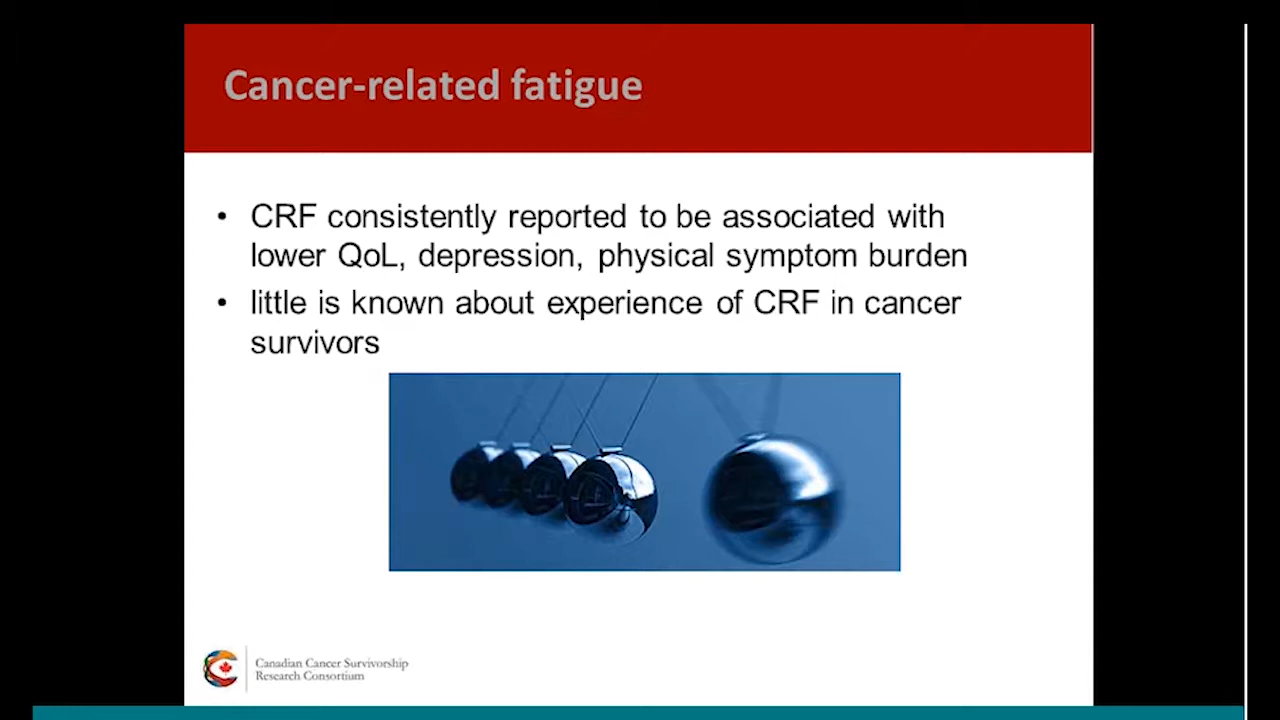 Cancer-related fatigue
• CRF consistently reported to be associated with
lower QoL, depression, physical symptom burden
• little is known about experience of CRF in cancer
survivors
Canadian Cancer Survivorship
Research Consortium